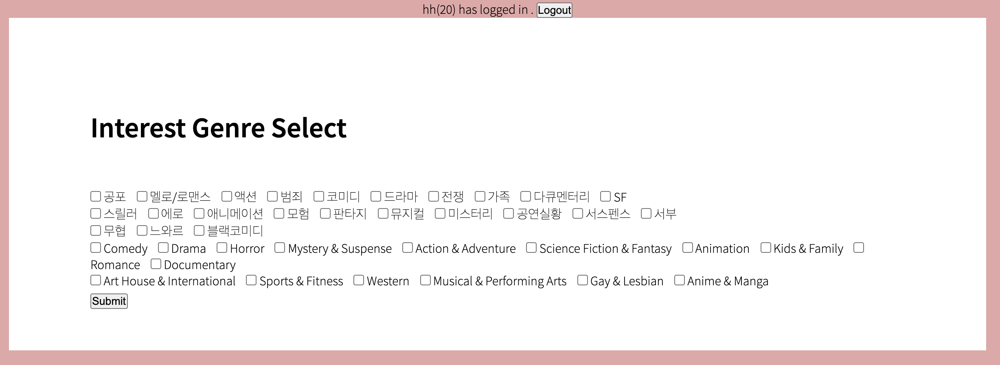 hh(20) has logged in . Logout
Interest Genre Select
공포 멜로/로맨스 액션 범죄 코미디 드라마 전쟁 가족 다큐멘터리 SF
스릴러 에로 애니메이션 모험 판타지 뮤지컬 미스터리 공연실황 서스펜스 서부
무협 느와르 블랙코미디
Comedy Drama Horror Mystery & Suspense Action & Adventure Science Fiction & Fantasy Animation Kids & Family
Romance Documentary
Art House & International Sports & Fitness Western Musical & Performing Arts Gay & Lesbian Anime & Manga
Submit